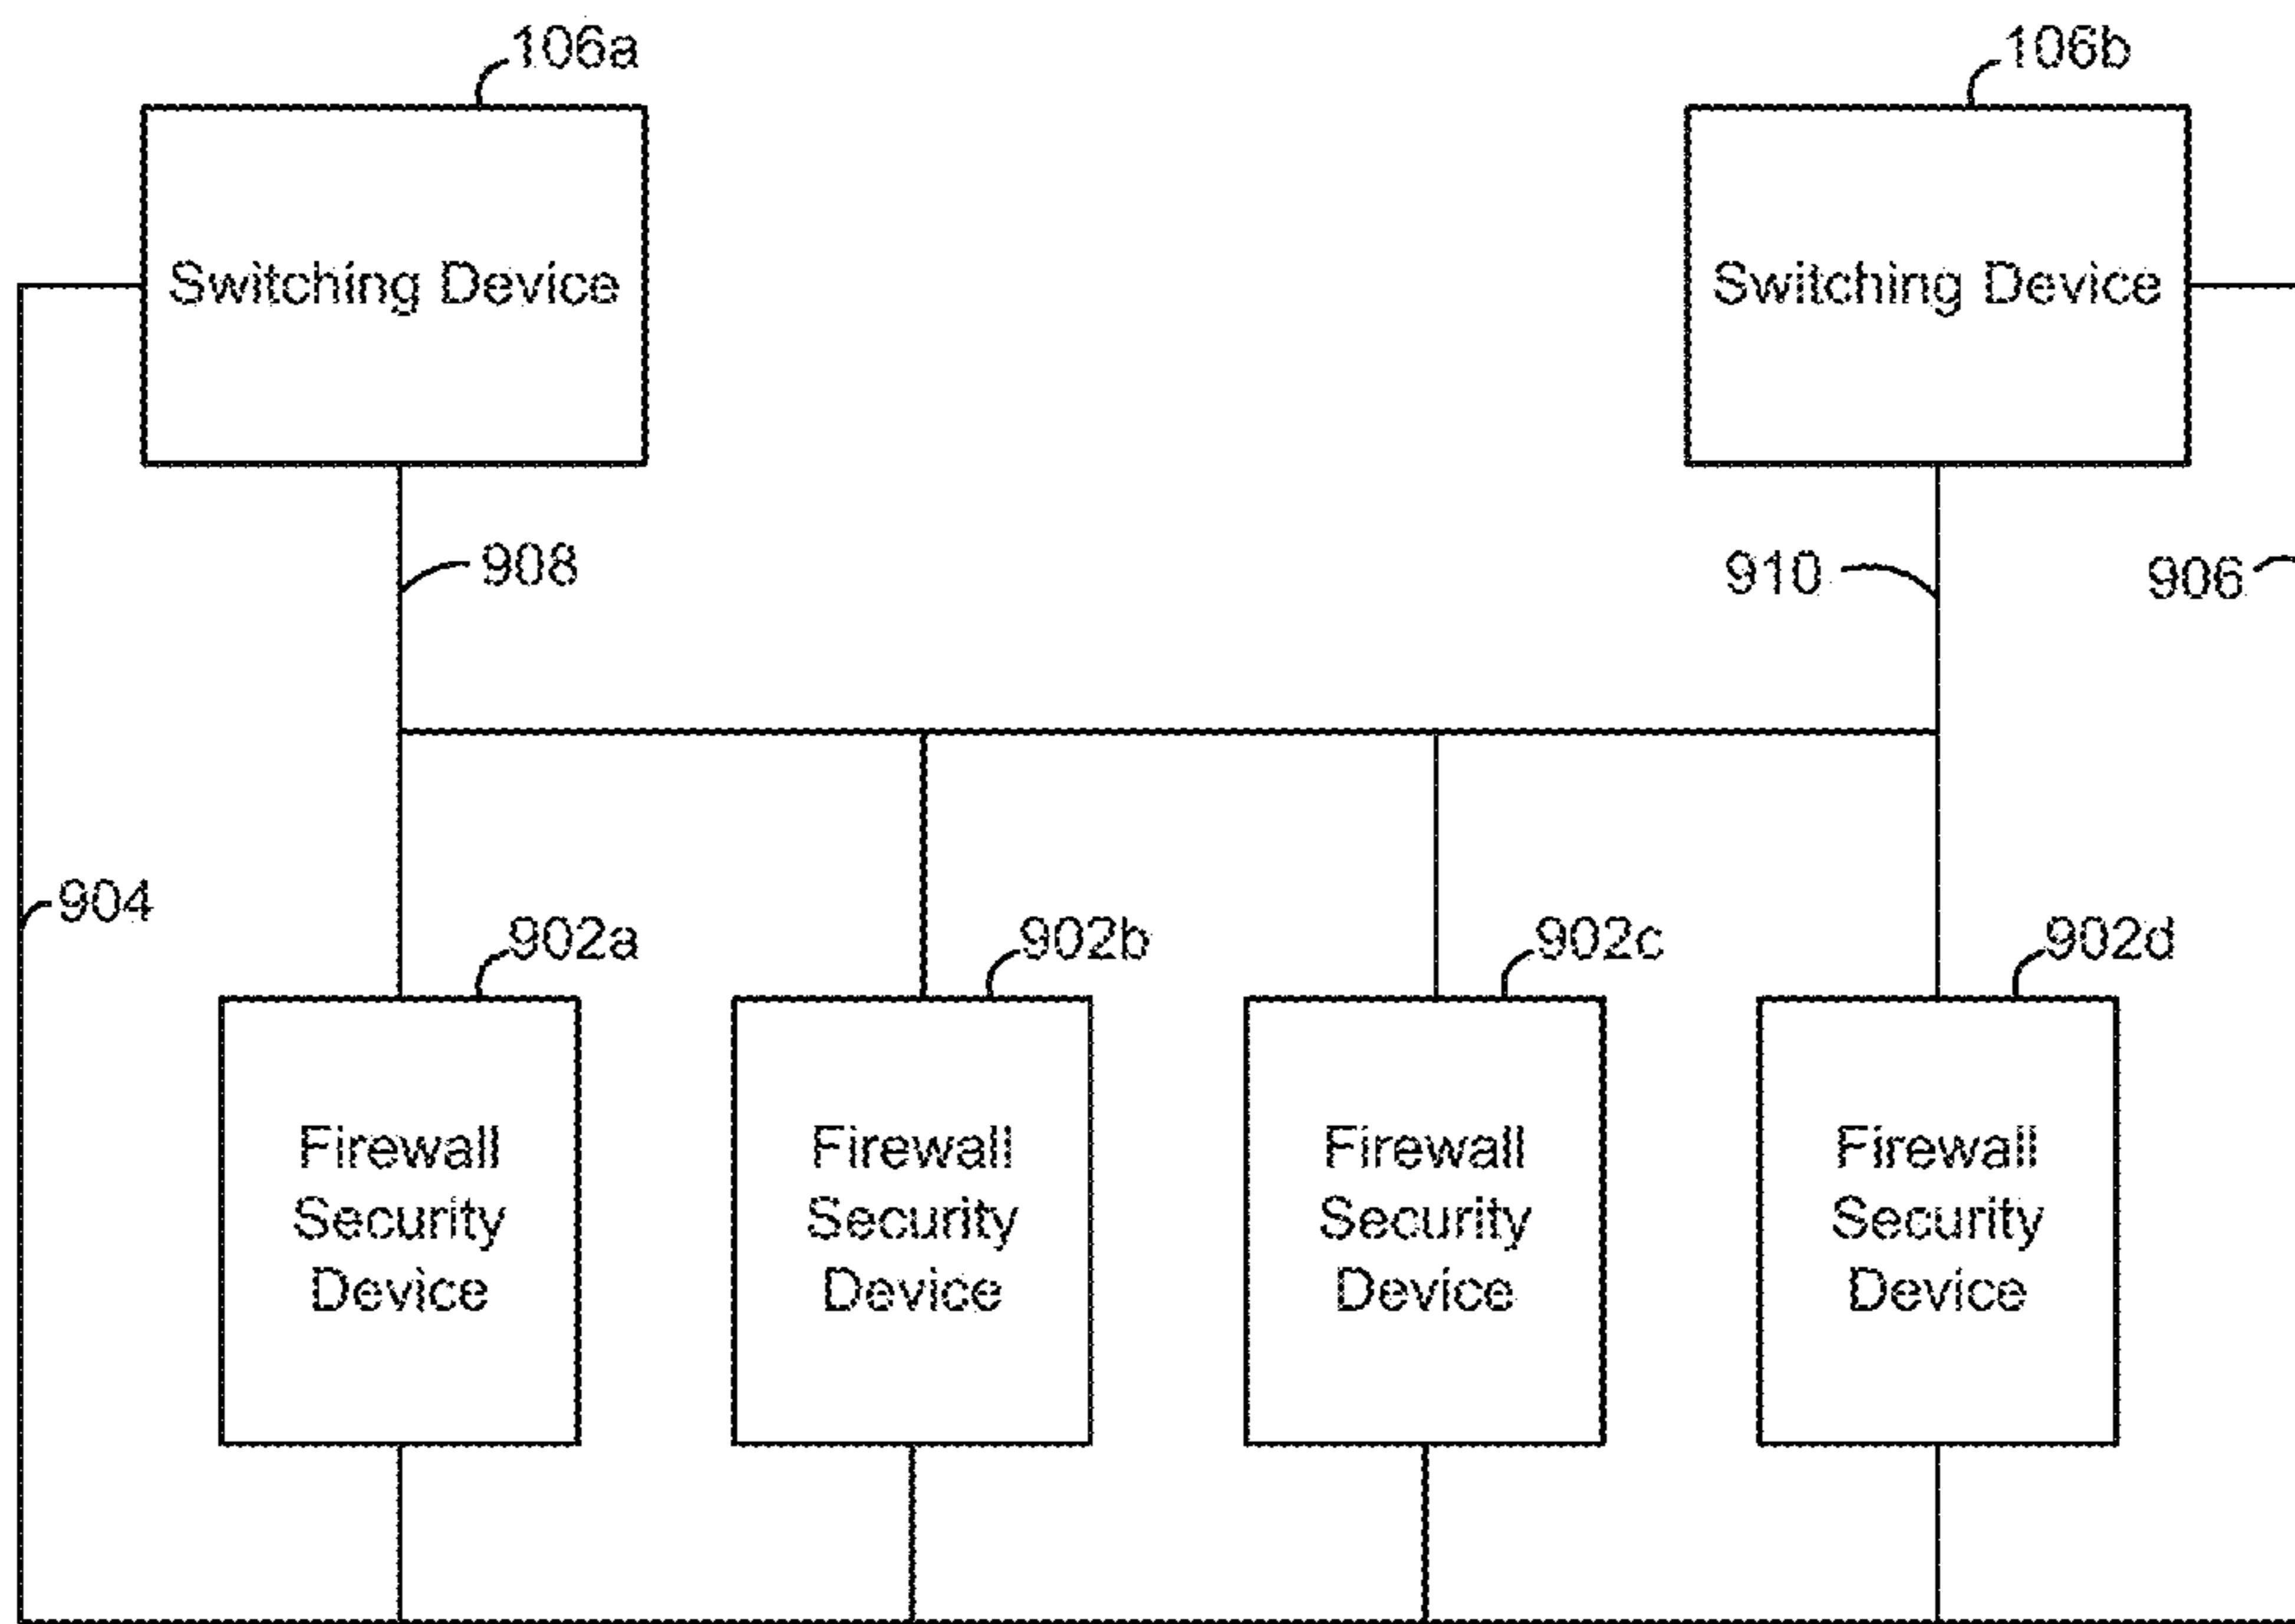 106a
106b
Switching Device
Switching Device
908
910
906
904
902a
902b
902c
902d
Firewall
Security
Device
Firewall
Security
Device
Firewall
Security
Device
Firewall
Security
Device